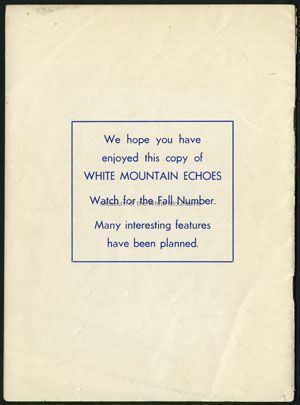 We hope you have
enjoyed this copy of
WHITE MOUNTAIN ECHOES
Watch for the Fall Number.
Many interesting features
have been planned.